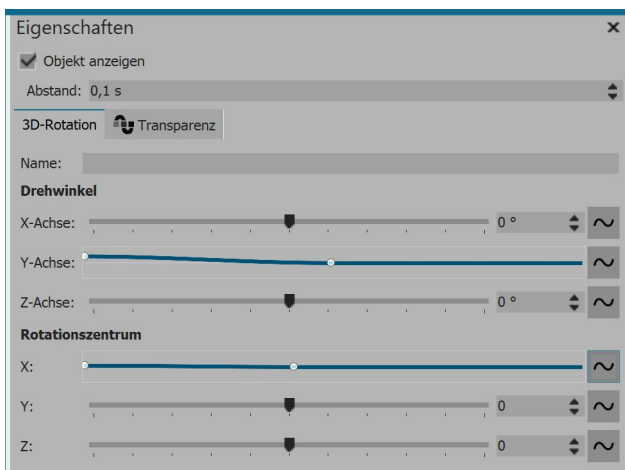 Eigenschaften
Objekt anzeigen
Abstand: 0,1 s
3D-Rotation Transparenz
Name:
Drehwinkel
X-Achse: 0 °
Y-Achse:
Z-Achse: 0 °
Rotationszentrum
X:
Y: 0
Z: 0